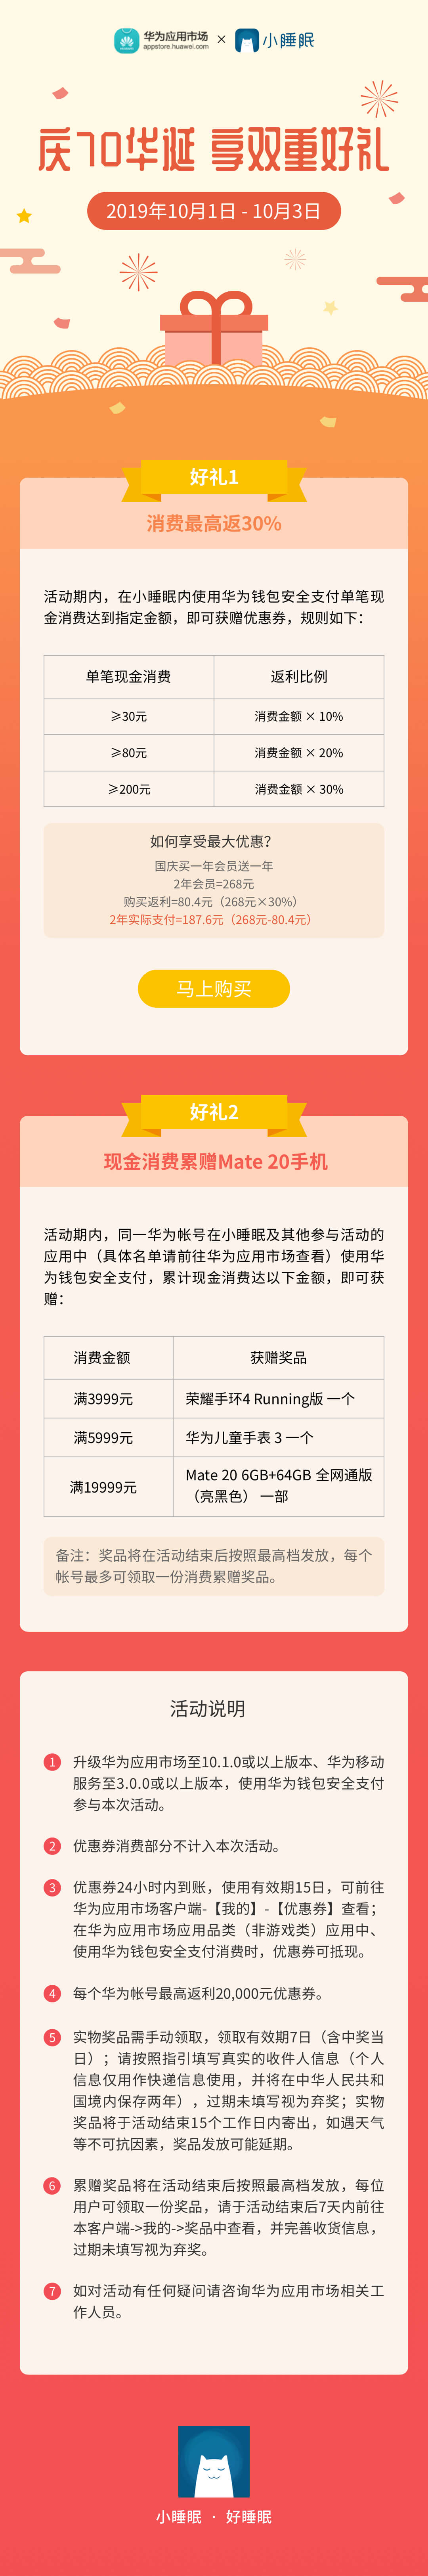 华为应用市场
appstore.huawei.com
×
小睡眠
庆70华诞 享双重好礼
2019年10月1日 - 10月3日
好礼1
消费最高返30%
活动期内，在小睡眠内使用华为钱包安全支付单笔现
金消费达到指定金额，即可获赠优惠券，规则如下：
单笔现金消费 返利比例
≥30元 消费金额 × 10%
≥80元 消费金额 × 20%
≥200元 消费金额 × 30%
如何享受最大优惠？
国庆买一年会员送一年
2年会员=268元
购买返利=80.4元（268元×30%）
2年实际支付=187.6元（268元-80.4元）
马上购买
好礼2
现金消费累赠Mate 20手机
活动期内，同一华为帐号在小睡眠及其他参与活动的
应用中（具体名单请前往华为应用市场查看）使用华
为钱包安全支付，累计现金消费达以下金额，即可获
赠：
消费金额 获赠奖品
满3999元 荣耀手环4 Running版 一个
满5999元 华为儿童手表 3 一个
满19999元 Mate 20 6GB+64GB 全网通版
（亮黑色） 一部
备注：奖品将在活动结束后按照最高档发放，每个
帐号最多可领取一份消费累赠奖品。
活动说明
1 升级华为应用市场至10.1.0或以上版本、华为移动
服务至3.0.0或以上版本，使用华为钱包安全支付
参与本次活动。
2 优惠券消费部分不计入本次活动。
3 优惠券24小时内到账，使用有效期15日，可前往
华为应用市场客户端-【我的】-【优惠券】查看；
在华为应用市场应用品类（非游戏类）应用中、
使用华为钱包安全支付消费时，优惠券可抵现。
4 每个华为帐号最高返利20,000元优惠券。
5 实物奖品需手动领取，领取有效期7日（含中奖当
日）；请按照指引填写真实的收件人信息（个人
信息仅用作快递信息使用，并将在中华人民共和
国境内保存两年），过期未填写视为弃奖；实物
奖品将于活动结束15个工作日内寄出，如遇天气
等不可抗因素，奖品发放可能延期。
6 累赠奖品将在活动结束后按照最高档发放，每位
用户可领取一份奖品，请于活动结束后7天内前往
本客户端->我的->奖品中查看，并完善收货信息，
过期未填写视为弃奖。
7 如对活动有任何疑问请咨询华为应用市场相关工
作人员。
小睡眠 · 好睡眠